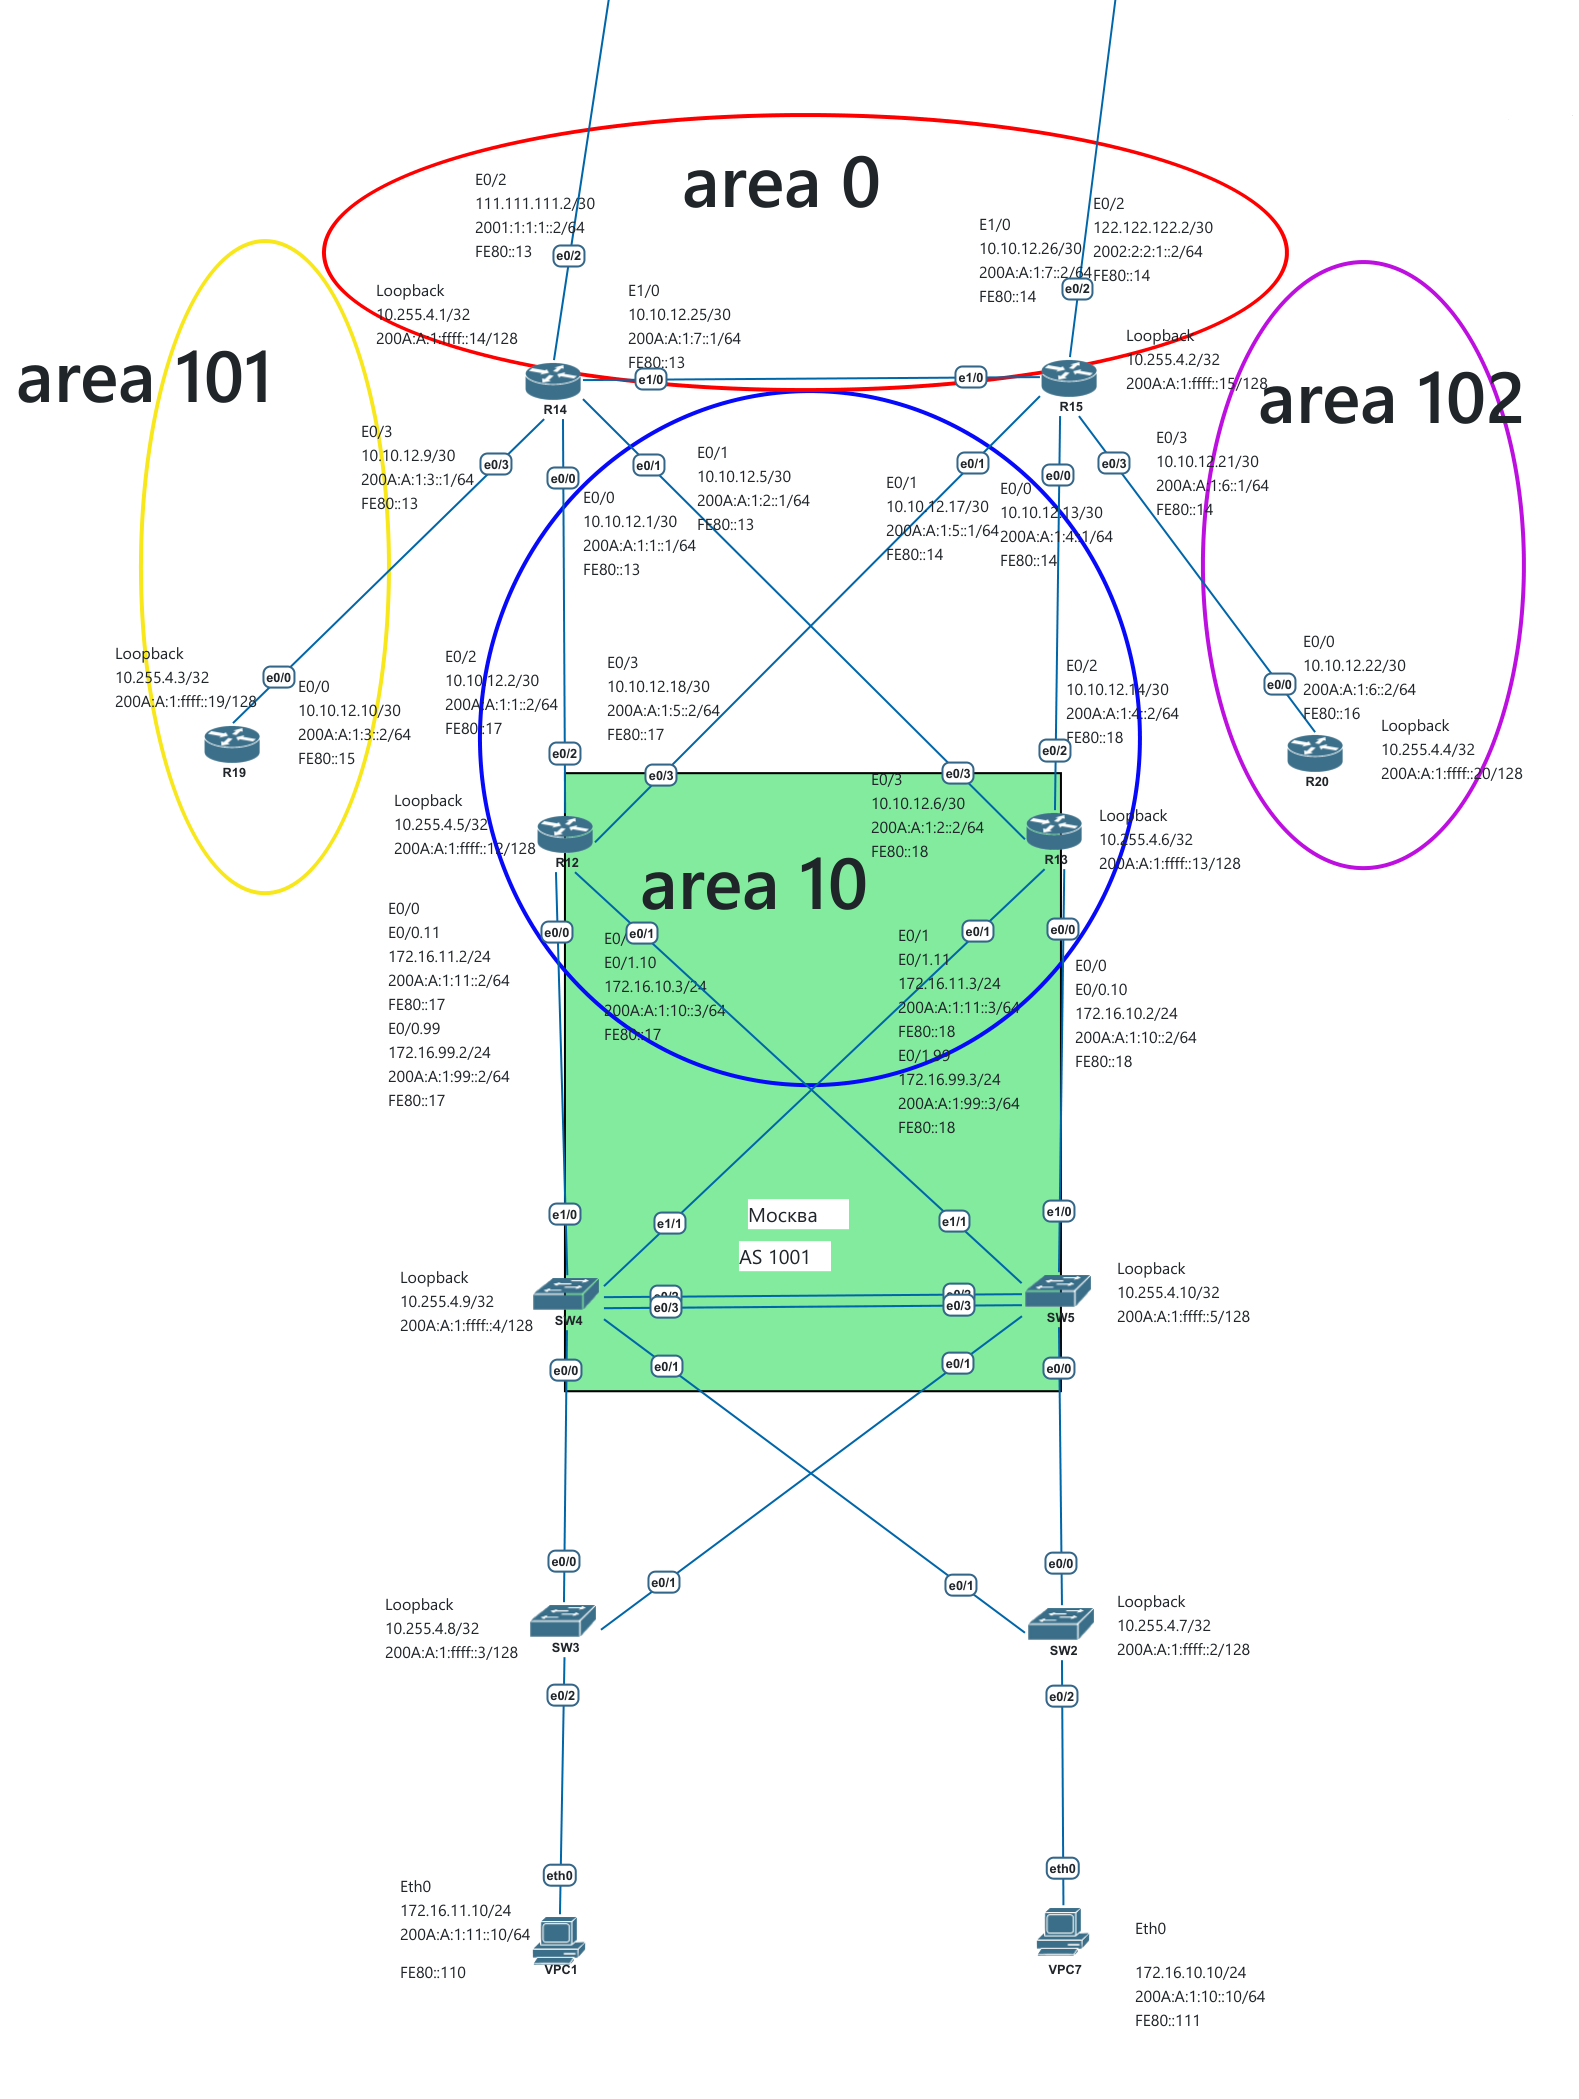 area 0
E0/2
111.111.111.2/30
2001:1:1:1::2/64
FE80::13
e0/2
E1/0
10.10.12.26/30
200A:A:1:7::2/64
FE80::14
E0/2
122.122.122.2/30
2002:2:2:1::2/64
FE80::14
e0/2
Loopback
10.255.4.1/32
200A:A:1:ffff::14/128
E1/0
10.10.12.25/30
200A:A:1:7::1/64
FE80::13
Loopback
10.255.4.2/32
200A:A:1:ffff::15/128
area 101
area 102
e1/0
e1/0
R14
R15
E0/3
10.10.12.9/30
200A:A:1:3::1/64
FE80::13
e0/3
e0/0
e0/1
E0/0
10.10.12.1/30
200A:A:1:1::1/64
FE80::13
E0/1
10.10.12.5/30
200A:A:1:2::1/64
FE80::13
E0/1
10.10.12.17/30
200A:A:1:5::1/64
FE80::14
e0/1
e0/0
e0/3
E0/0
10.10.12.13/30
200A:A:1:4::1/64
FE80::14
E0/3
10.10.12.21/30
200A:A:1:6::1/64
FE80::14
Loopback
10.255.4.3/32
200A:A:1:ffff::19/128
e0/0
E0/0
10.10.12.10/30
200A:A:1:3::2/64
FE80::15
R19
E0/2
10.10.12.2/30
200A:A:1:1::2/64
FE80::17
E0/3
10.10.12.18/30
200A:A:1:5::2/64
FE80::17
E0/2
10.10.12.14/30
200A:A:1:4::2/64
FE80::18
E0/0
10.10.12.22/30
200A:A:1:6::2/64
FE80::16
e0/0
Loopback
10.255.4.4/32
200A:A:1:ffff::20/128
R20
e0/2
e0/3
e0/3
e0/2
E0/3
10.10.12.6/30
200A:A:1:2::2/64
FE80::18
Loopback
10.255.4.5/32
200A:A:1:ffff::12/128
R12
Loopback
10.255.4.6/32
200A:A:1:ffff::13/128
R13
area 10
E0/0
E0/0.11
172.16.11.2/24
200A:A:1:11::2/64
FE80::17
E0/0.99
172.16.99.2/24
200A:A:1:99::2/64
FE80::17
e0/0
e0/1
E0/
E0/1.10
172.16.10.3/24
200A:A:1:10::3/64
FE80::17
E0/1
E0/1.11
172.16.11.3/24
200A:A:1:11::3/64
FE80::18
E0/1.99
172.16.99.3/24
200A:A:1:99::3/64
FE80::18
e0/1
e0/0
E0/0
E0/0.10
172.16.10.2/24
200A:A:1:10::2/64
FE80::18
e1/0
e1/1
e1/1
e1/0
Москва
AS 1001
Loopback
10.255.4.9/32
200A:A:1:ffff::4/128
SW4
e0/3
e0/3
Loopback
10.255.4.10/32
200A:A:1:ffff::5/128
SW5
e0/0
e0/1
e0/1
e0/0
e0/0
e0/1
e0/1
e0/0
Loopback
10.255.4.8/32
200A:A:1:ffff::3/128
SW3
Loopback
10.255.4.7/32
200A:A:1:ffff::2/128
SW2
e0/2
e0/2
eth0
eth0
Eth0
172.16.11.10/24
200A:A:1:11::10/64
FE80::110
VPC1
Eth0
172.16.10.10/24
200A:A:1:10::10/64
FE80::111
VPC7